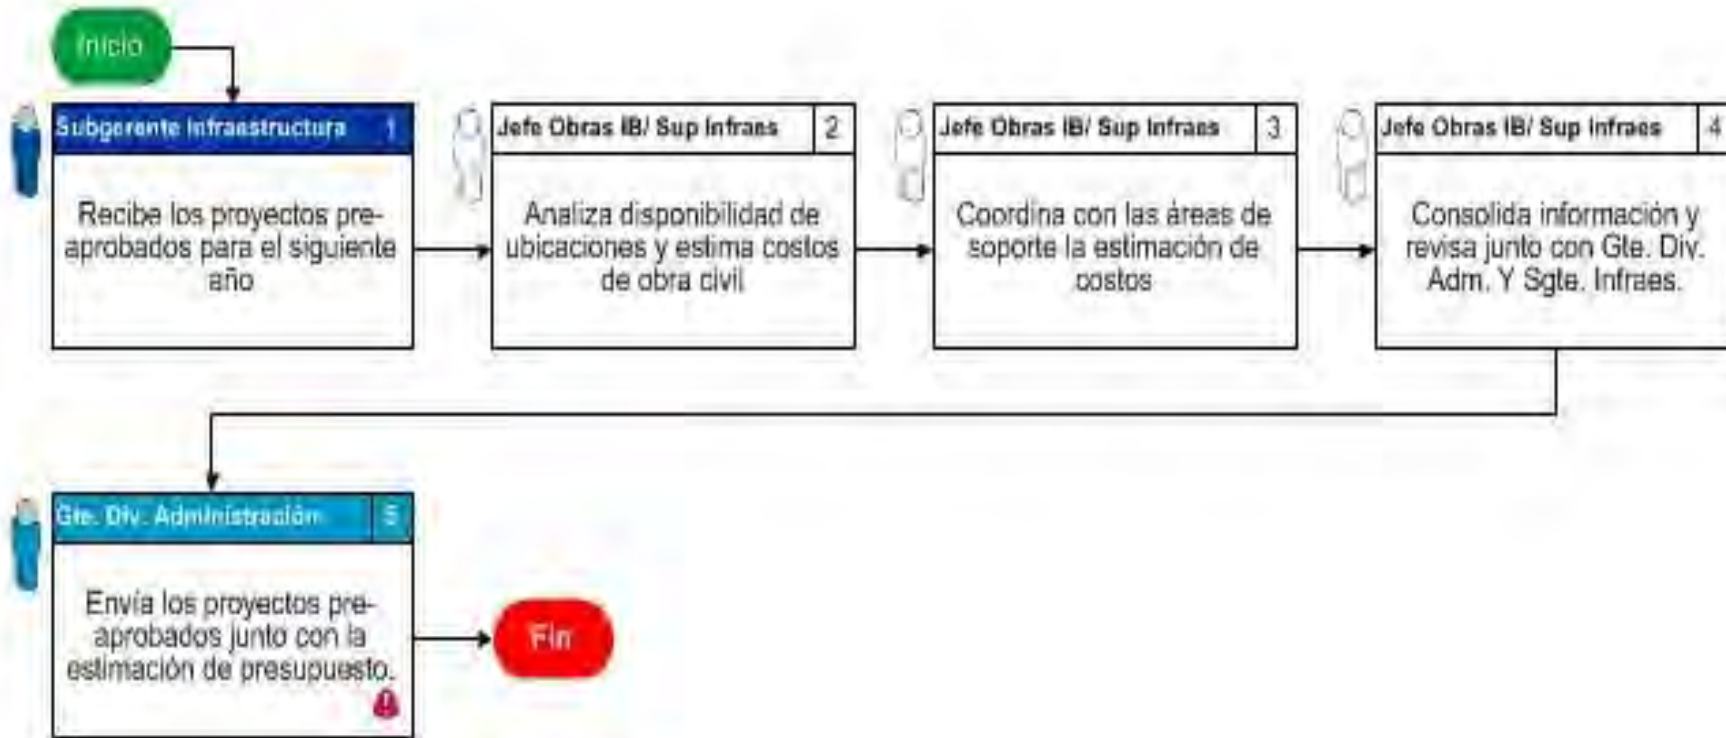 Inicio
Subgerente Infraestructura 1
Recibe los proyectos pre-
aprobados para el siguiente
año
Jefe Obras IB/ Sup Infraes 2
Analiza disponibilidad de
ubicaciones y estima costos
de obra civil
Jefe Obras IB/ Sup Infraes 3
Coordina con las áreas de
soporte la estimación de
costos
Jefe Obras IB/ Sup Infraes 4
Consolida información y
revisa junto con Gte. Div.
Adm. Y Sgte. Infraes.
Gte. Div. Administración 5
Envía los proyectos pre-
aprobados junto con la
estimación de presupuesto.
Fin